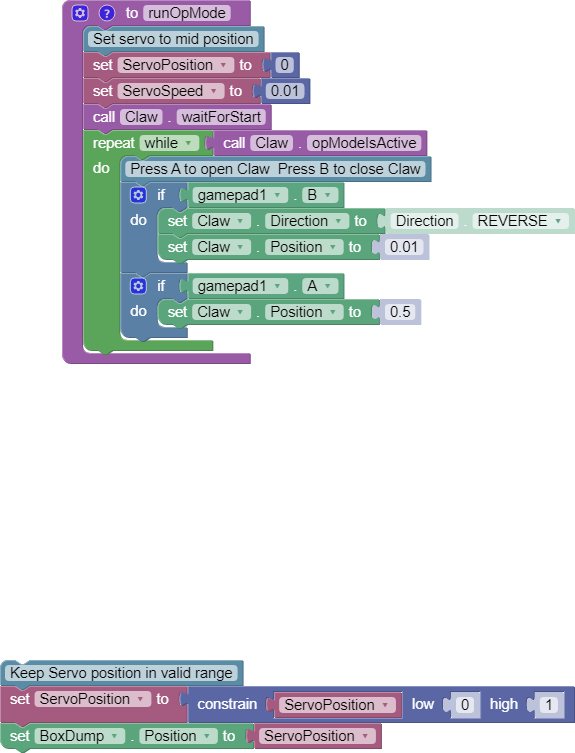 ? to runOpMode
Set servo to mid position
set ServoPosition to 0
set ServoSpeed to 0.01
call Claw . waitForStart
repeat while call Claw . opModeIsActive
do Press A to open Claw Press B to close Claw
if gamepad1 . B
do set Claw . Direction to Direction . REVERSE
set Claw . Position to 0.01
if gamepad1 . A
do set Claw . Position to 0.5
Keep Servo position in valid range
set ServoPosition to constrain ServoPosition low 0 high 1
set BoxDump . Position to ServoPosition